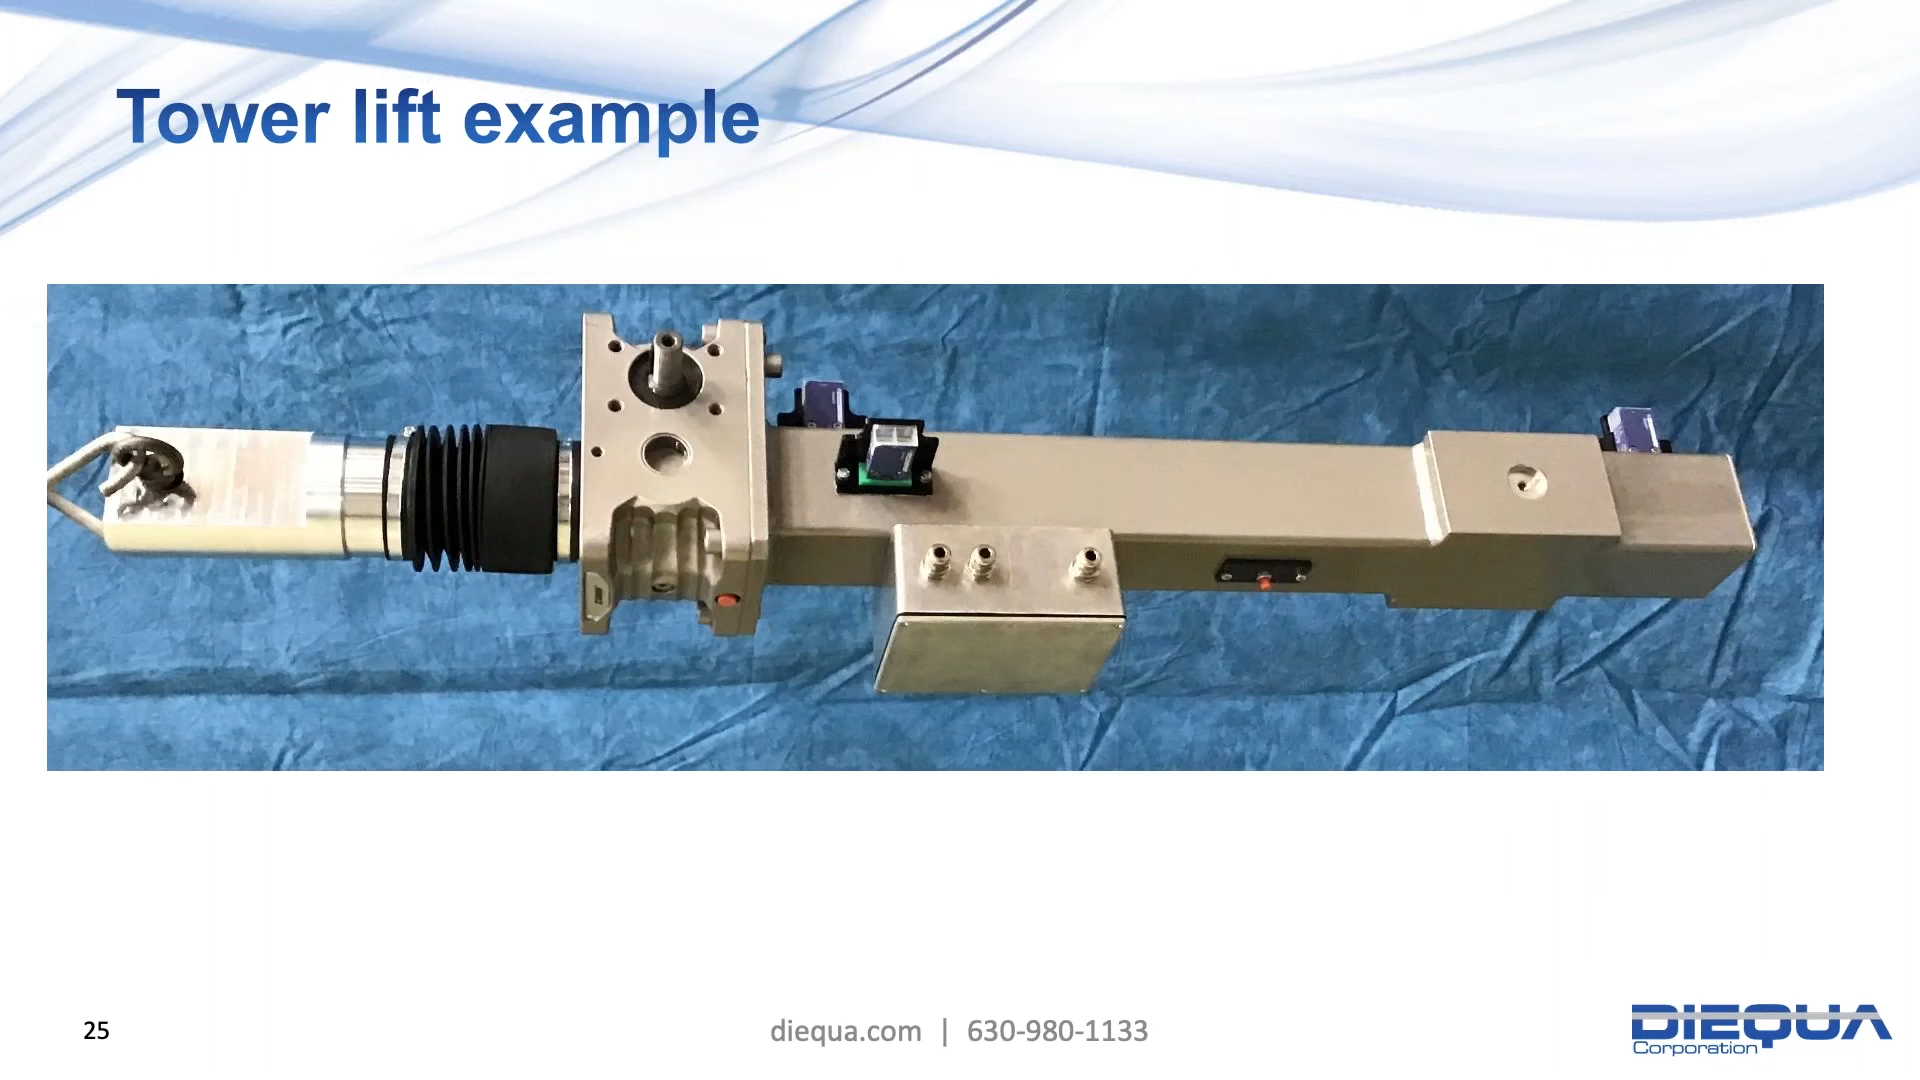 Tower lift example
25
diequa.com | 630-980-1133
DIEQUA
Corporation